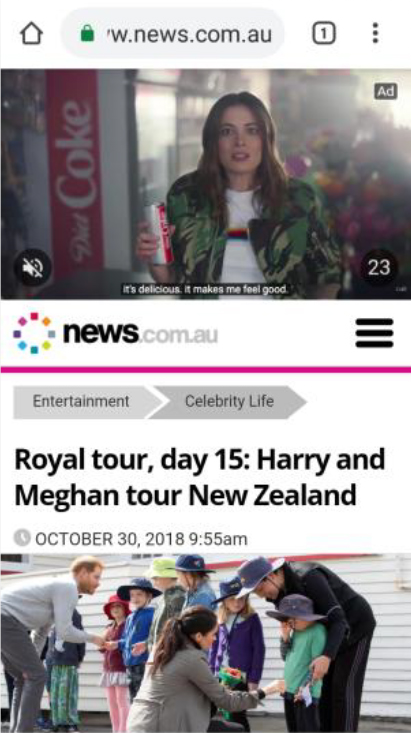 w.news.com.au
1
Ad
Diet Coke
it's delicious. it makes me feel good.
23
news.com.au
Entertainment
Celebrity Life
Royal tour, day 15: Harry and
Meghan tour New Zealand
OCTOBER 30, 2018 9:55am